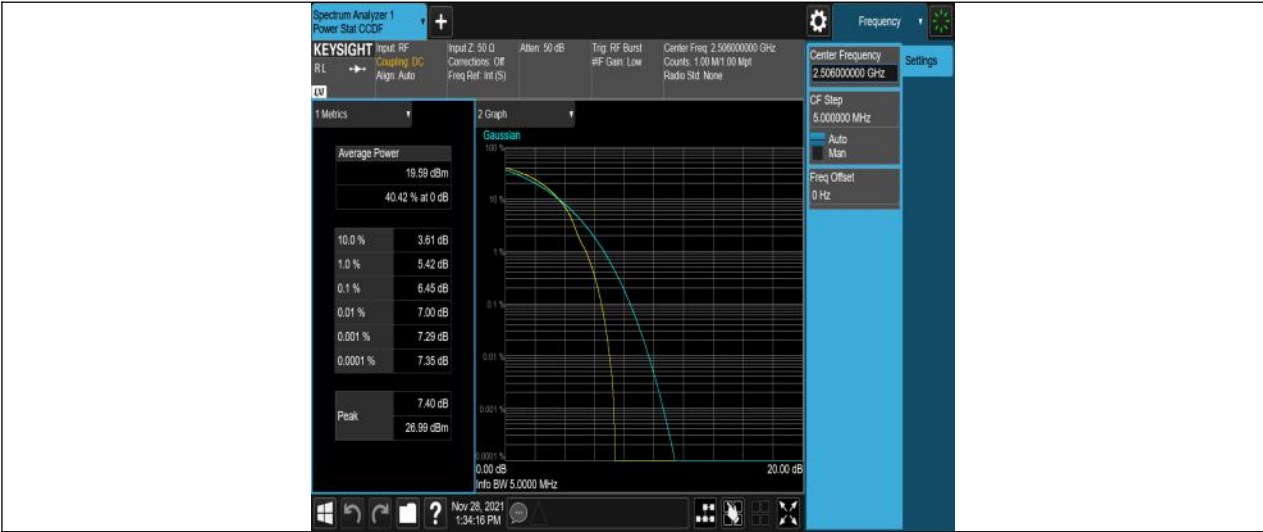 Spectrum Analyzer 1
Power Stat CCDF
+
Frequency
KEYSIGHT
RL
LV
Input: RF
Coupling: DC
Align: Auto
Input Z: 50 Ω
Corrections: Off
Freq Ref: Int (S)
Atten: 50 dB
Trig: RF Burst
#IF Gain: Low
Center Freq: 2.506000000 GHz
Counts: 1.00 M/1.00 Mpt
Radio Std: None
Center Frequency
2.506000000 GHz
Settings
CF Step
5.000000 MHz
Auto
Man
Freq Offset
0 Hz
1 Metrics
Average Power
19.59 dBm
40.42 % at 0 dB
10.0 % 3.61 dB
1.0 % 5.42 dB
0.1 % 6.45 dB
0.01 % 7.00 dB
0.001 % 7.29 dB
0.0001 % 7.35 dB
Peak
7.40 dB
26.99 dBm
2 Graph
Gaussian
100 %
10 %
1 %
0.1 %
0.01 %
0.001 %
0.0001 %
0.00 dB
20.00 dB
Info BW 5.0000 MHz
?
Nov 28, 2021
1:34:16 PM